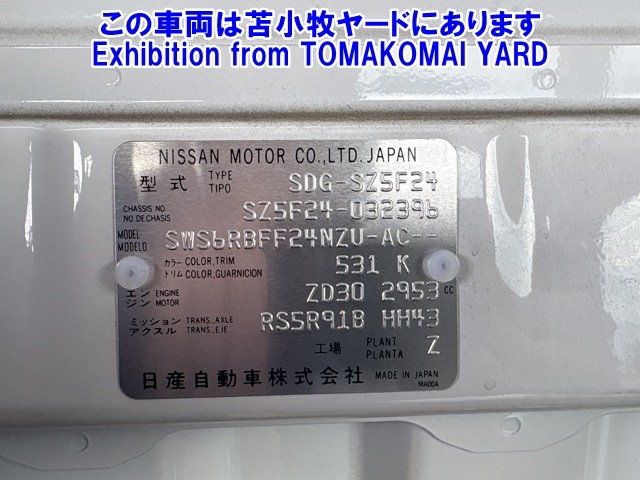 この車両は苫小牧ヤードにあります
Exhibition from TOMAKOMAI YARD
NISSAN MOTOR CO.,LTD. JAPAN
型式 TYPE TIPO SDG-SZ5F24
CHASSIS NO NO.DE CHASIS SZ5F24-032396
MODEL MODELO SWS6RBFF24NZU-AC--
カラー COLOR,TRIM トリム COLOR,GUARNICION 531 K
エンジン ENGINE MOTOR ZD30 2953 cc
ミッション TRANS.,AXLE アクスル TRANS.,EJE RS5R91B HH43
工場 PLANT PLANTA Z
日産自動車株式会社 MADE IN JAPAN
MA00A